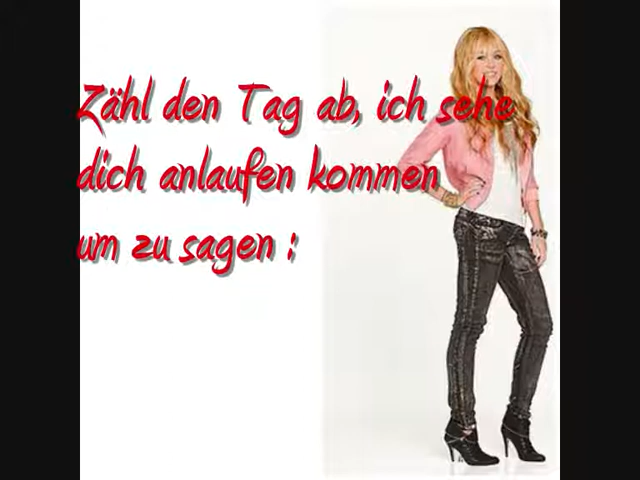 Zähl den Tag ab, ich sehe
dich anlaufen kommen
um zu sagen :